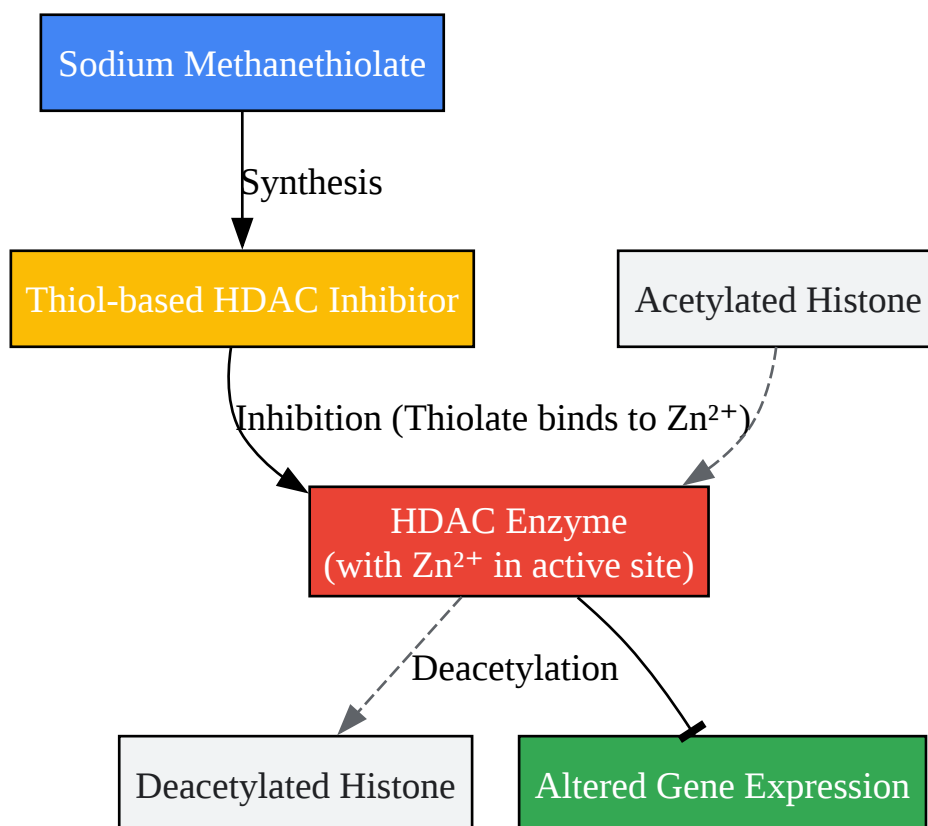 Sodium Methanethiolate
Synthesis
Thiol-based HDAC Inhibitor
Acetylated Histone
Inhibition (Thiolate binds to Zn²⁺)
HDAC Enzyme
(with Zn²⁺ in active site)
Deacetylation
Deacetylated Histone
Altered Gene Expression